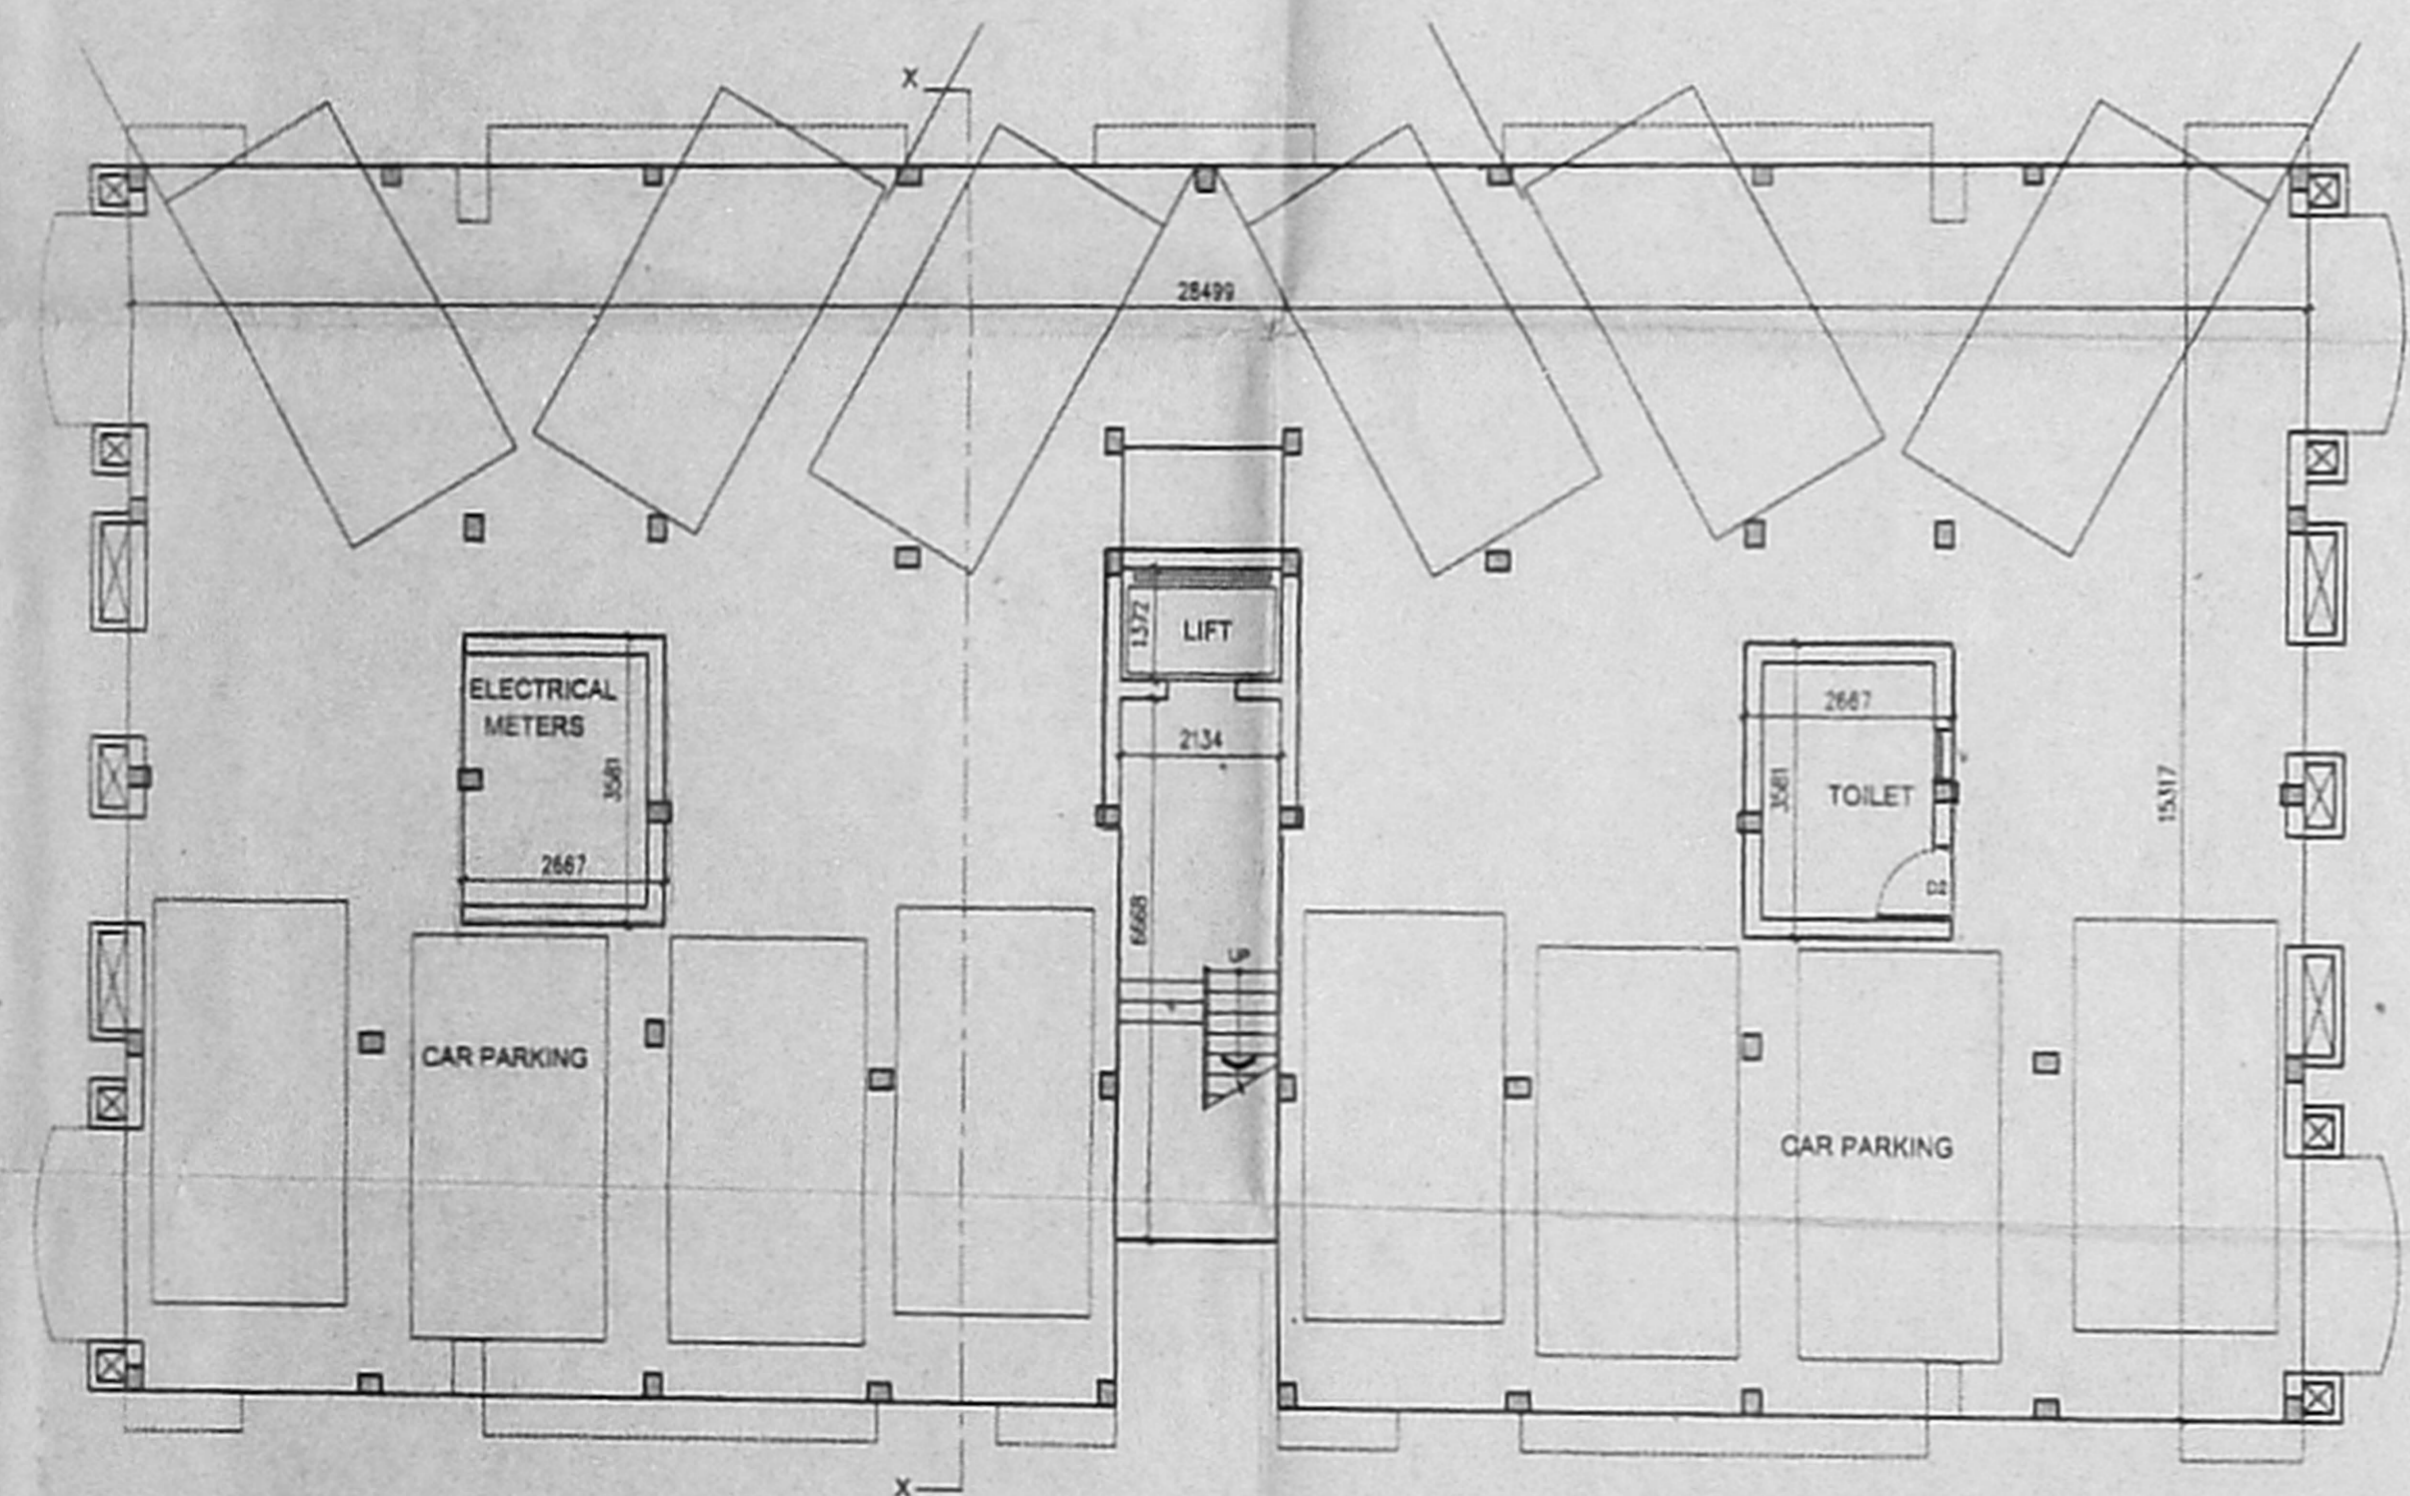 X
28499
1372
LIFT
ELECTRICAL
METERS
3581
2667
2134
6668
UP
2667
3581
TOILET
D2
15317
CAR PARKING
CAR PARKING
X